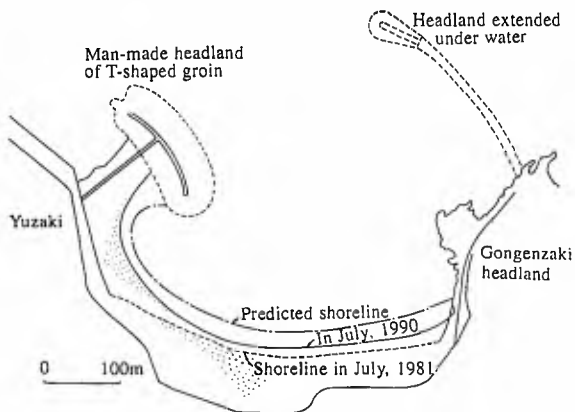 Headland extended
under water
Man-made headland
of T-shaped groin
Yuzaki
Gongenzaki
headland
Predicted shoreline
In July, 1990
Shoreline in July, 1981
0 100m